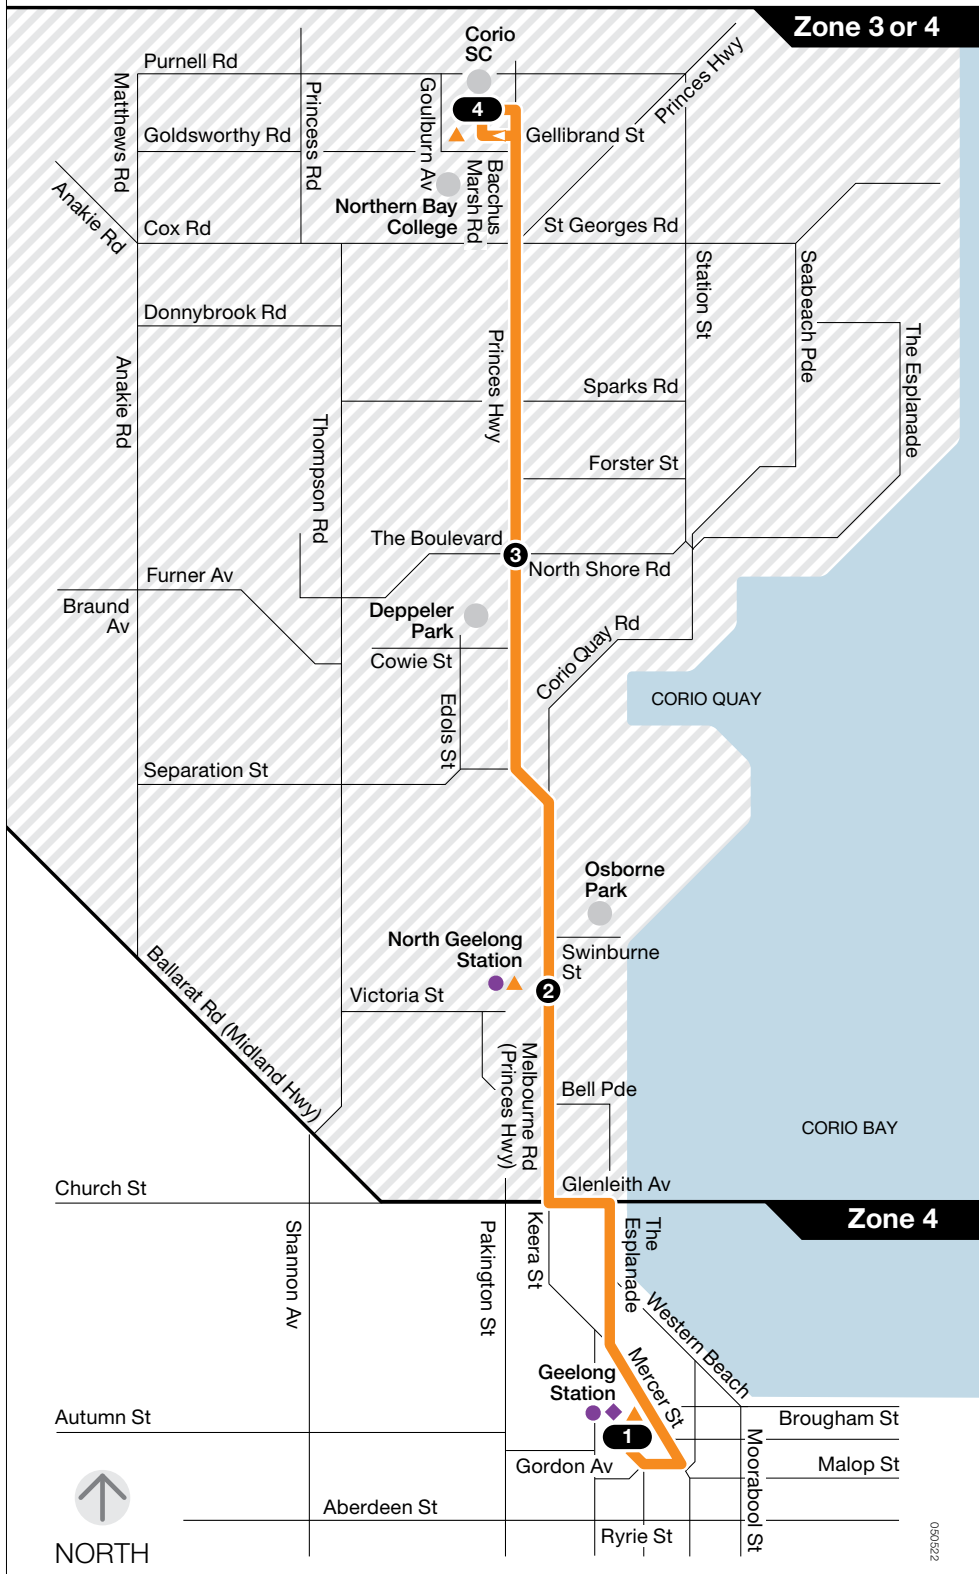 Zone 3 or 4
Corio
SC
Purnell Rd
Princes Hwy
Matthews Rd
Princess Rd
Goulburn Av
4
Goldsworthy Rd
Gellibrand St
Bacchus
Marsh Rd
Anakie Rd
Northern Bay
College
Cox Rd
St Georges Rd
Station St
Seabeach Pde
Donnybrook Rd
The Esplanade
Princes Hwy
Anakie Rd
Sparks Rd
Thompson Rd
Forster St
The Boulevard
3
North Shore Rd
Furner Av
Braund
Av
Deppeler
Park
Corio Quay Rd
Cowie St
CORIO QUAY
Edols St
Separation St
Osborne
Park
North Geelong
Station
Swinburne
St
2
Ballarat Rd (Midland Hwy)
Victoria St
Melbourne Rd
(Princes Hwy)
Bell Pde
CORIO BAY
Church St
Glenleith Av
Zone 4
Shannon Av
Pakington St
Keera St
The
Esplanade
Western Beach
Mercer St
Geelong
Station
Autumn St
Brougham St
1
Gordon Av
Malop St
Moorabool St
Aberdeen St
Ryrie St
NORTH
050522